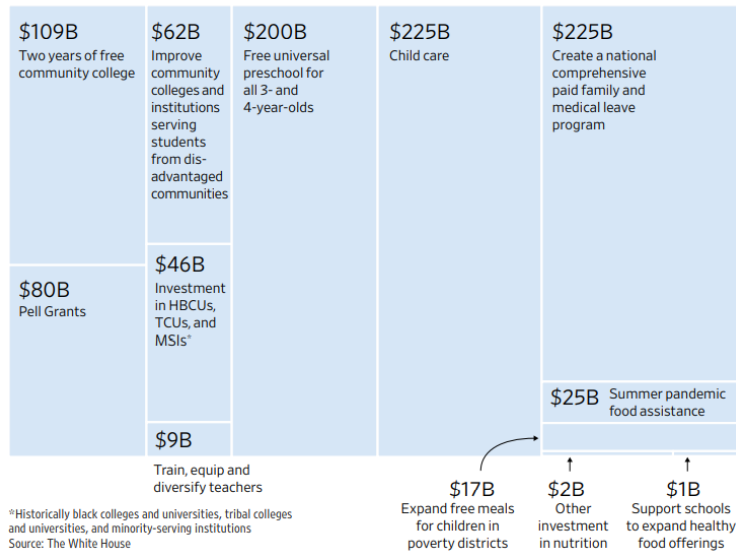 $109B
Two years of free
community college
$80B
Pell Grants
$62B
Improve
community
colleges and
institutions
serving
students
from dis-
advantaged
communities
$46B
Investment
in HBCUs,
TCUs, and
MSIs*
$9B
Train, equip and
diversify teachers
$200B
Free universal
preschool for
all 3- and
4-year-olds
$225B
Child care
$225B
Create a national
comprehensive
paid family and
medical leave
program
$25B
Summer pandemic
food assistance
$17B
Expand free meals
for children in
poverty districts
$2B
Other
investment
in nutrition
$1B
Support schools
to expand healthy
food offerings
*Historically black colleges and universities, tribal colleges
and universities, and minority-serving institutions
Source: The White House